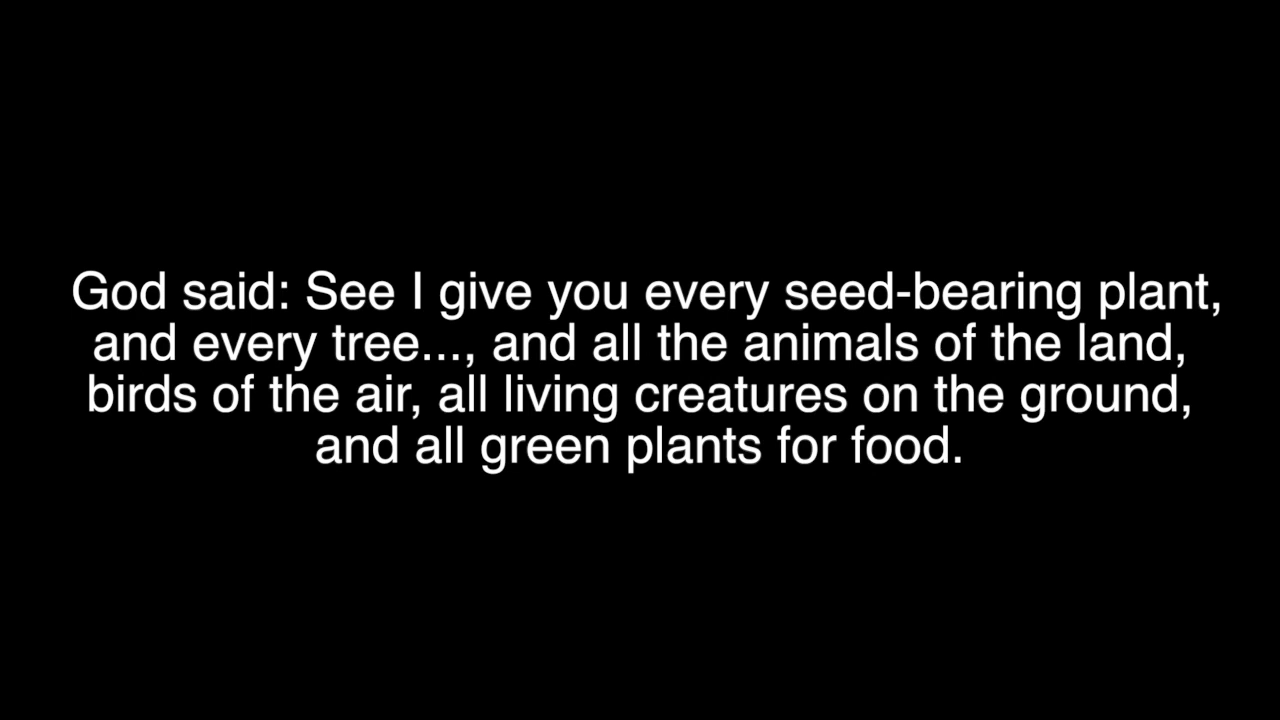 God said: See I give you every seed-bearing plant,
and every tree..., and all the animals of the land,
birds of the air, all living creatures on the ground,
and all green plants for food.